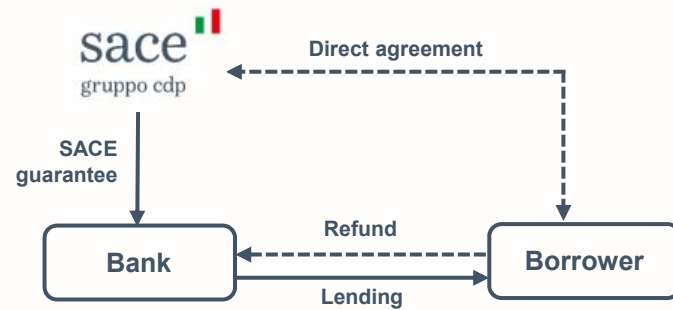 sace
gruppo cdp
Direct agreement
SACE
guarantee
Refund
Bank
Borrower
Lending